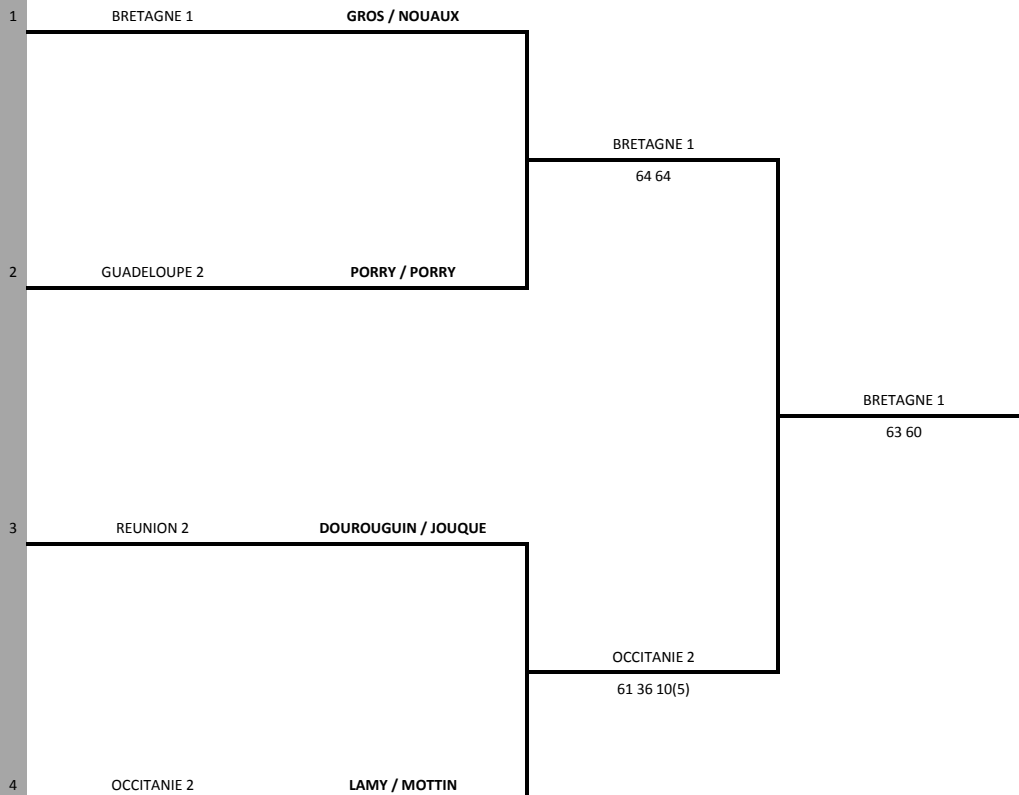 1 BRETAGNE 1 GROS / NOUAUX
BRETAGNE 1
64 64
2 GUADELOUPE 2 PORRY / PORRY
BRETAGNE 1
63 60
3 REUNION 2 DOUROUGUIN / JOUQUE
OCCITANIE 2
61 36 10(5)
4 OCCITANIE 2 LAMY / MOTTIN